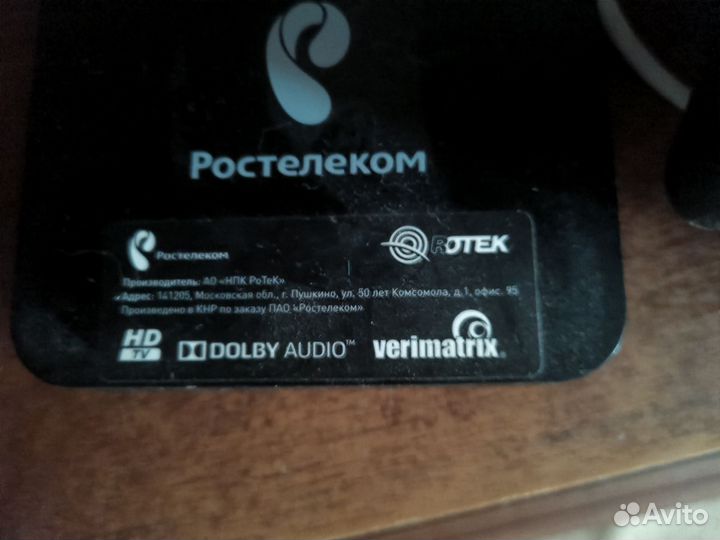 Ростелеком
Ростелеком ROTEK
Производитель: АО «НПК РоТеК»
Адрес: 141205, Московская обл., г. Пушкино, ул. 50 лет Комсомола, д.1, офис. 95
Произведено в КНР по заказу ПАО «Ростелеком»
HD TV DOLBY AUDIO™ verimatrix®
Avito